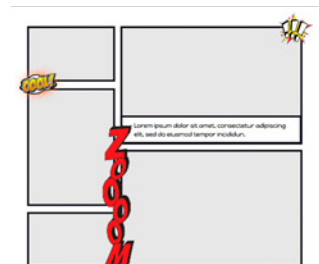 !!!
COOL!
Lorem ipsum dolor sit amet, consectetur adipiscing
elit, sed do eiusmod tempor incididun.
ZOOOOM